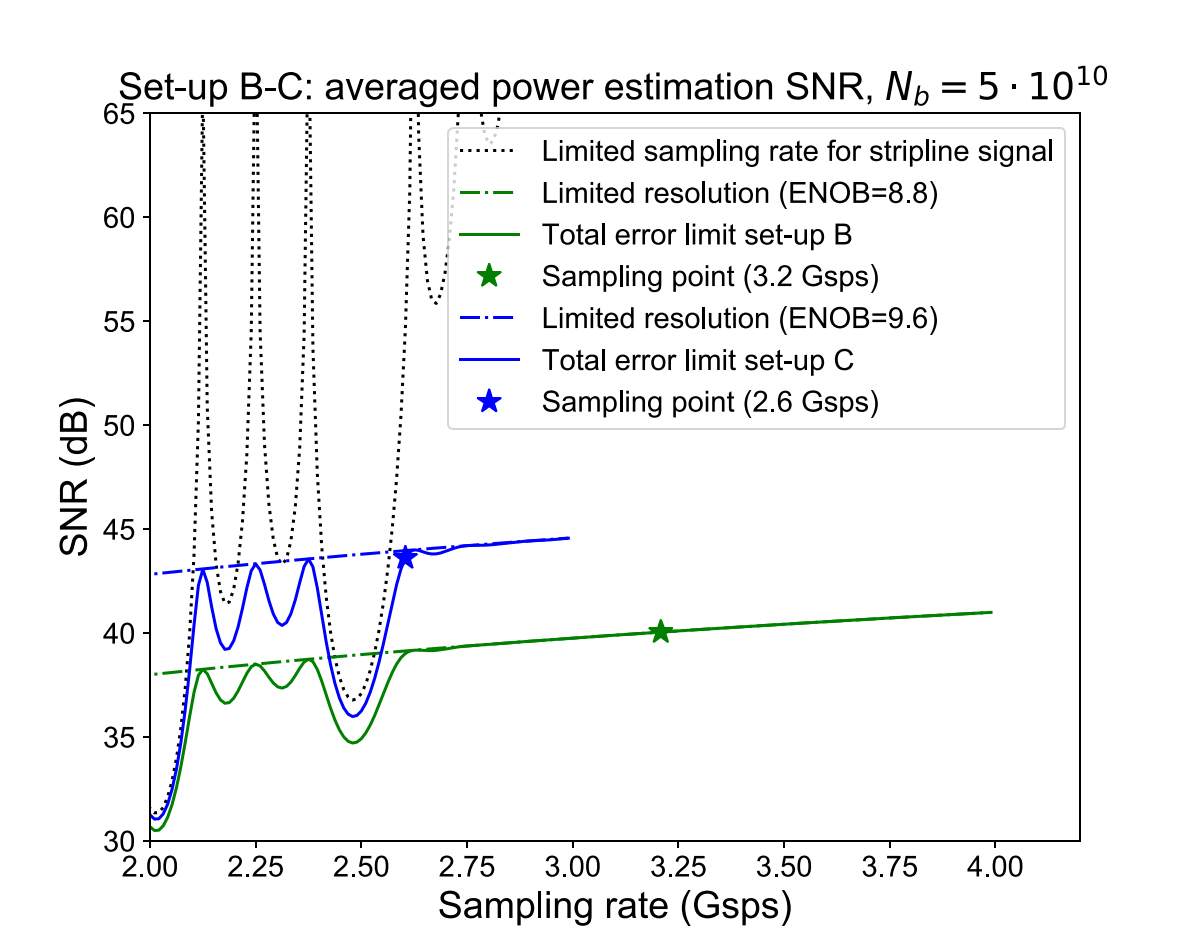 Set-up B-C: averaged power estimation SNR, $N_b = 5 \cdot 10^{10}$
65
60
55
50
45
40
35
30
SNR (dB)
Limited sampling rate for stripline signal
Limited resolution (ENOB=8.8)
Total error limit set-up B
Sampling point (3.2 Gsps)
Limited resolution (ENOB=9.6)
Total error limit set-up C
Sampling point (2.6 Gsps)
2.00 2.25 2.50 2.75 3.00 3.25 3.50 3.75 4.00
Sampling rate (Gsps)